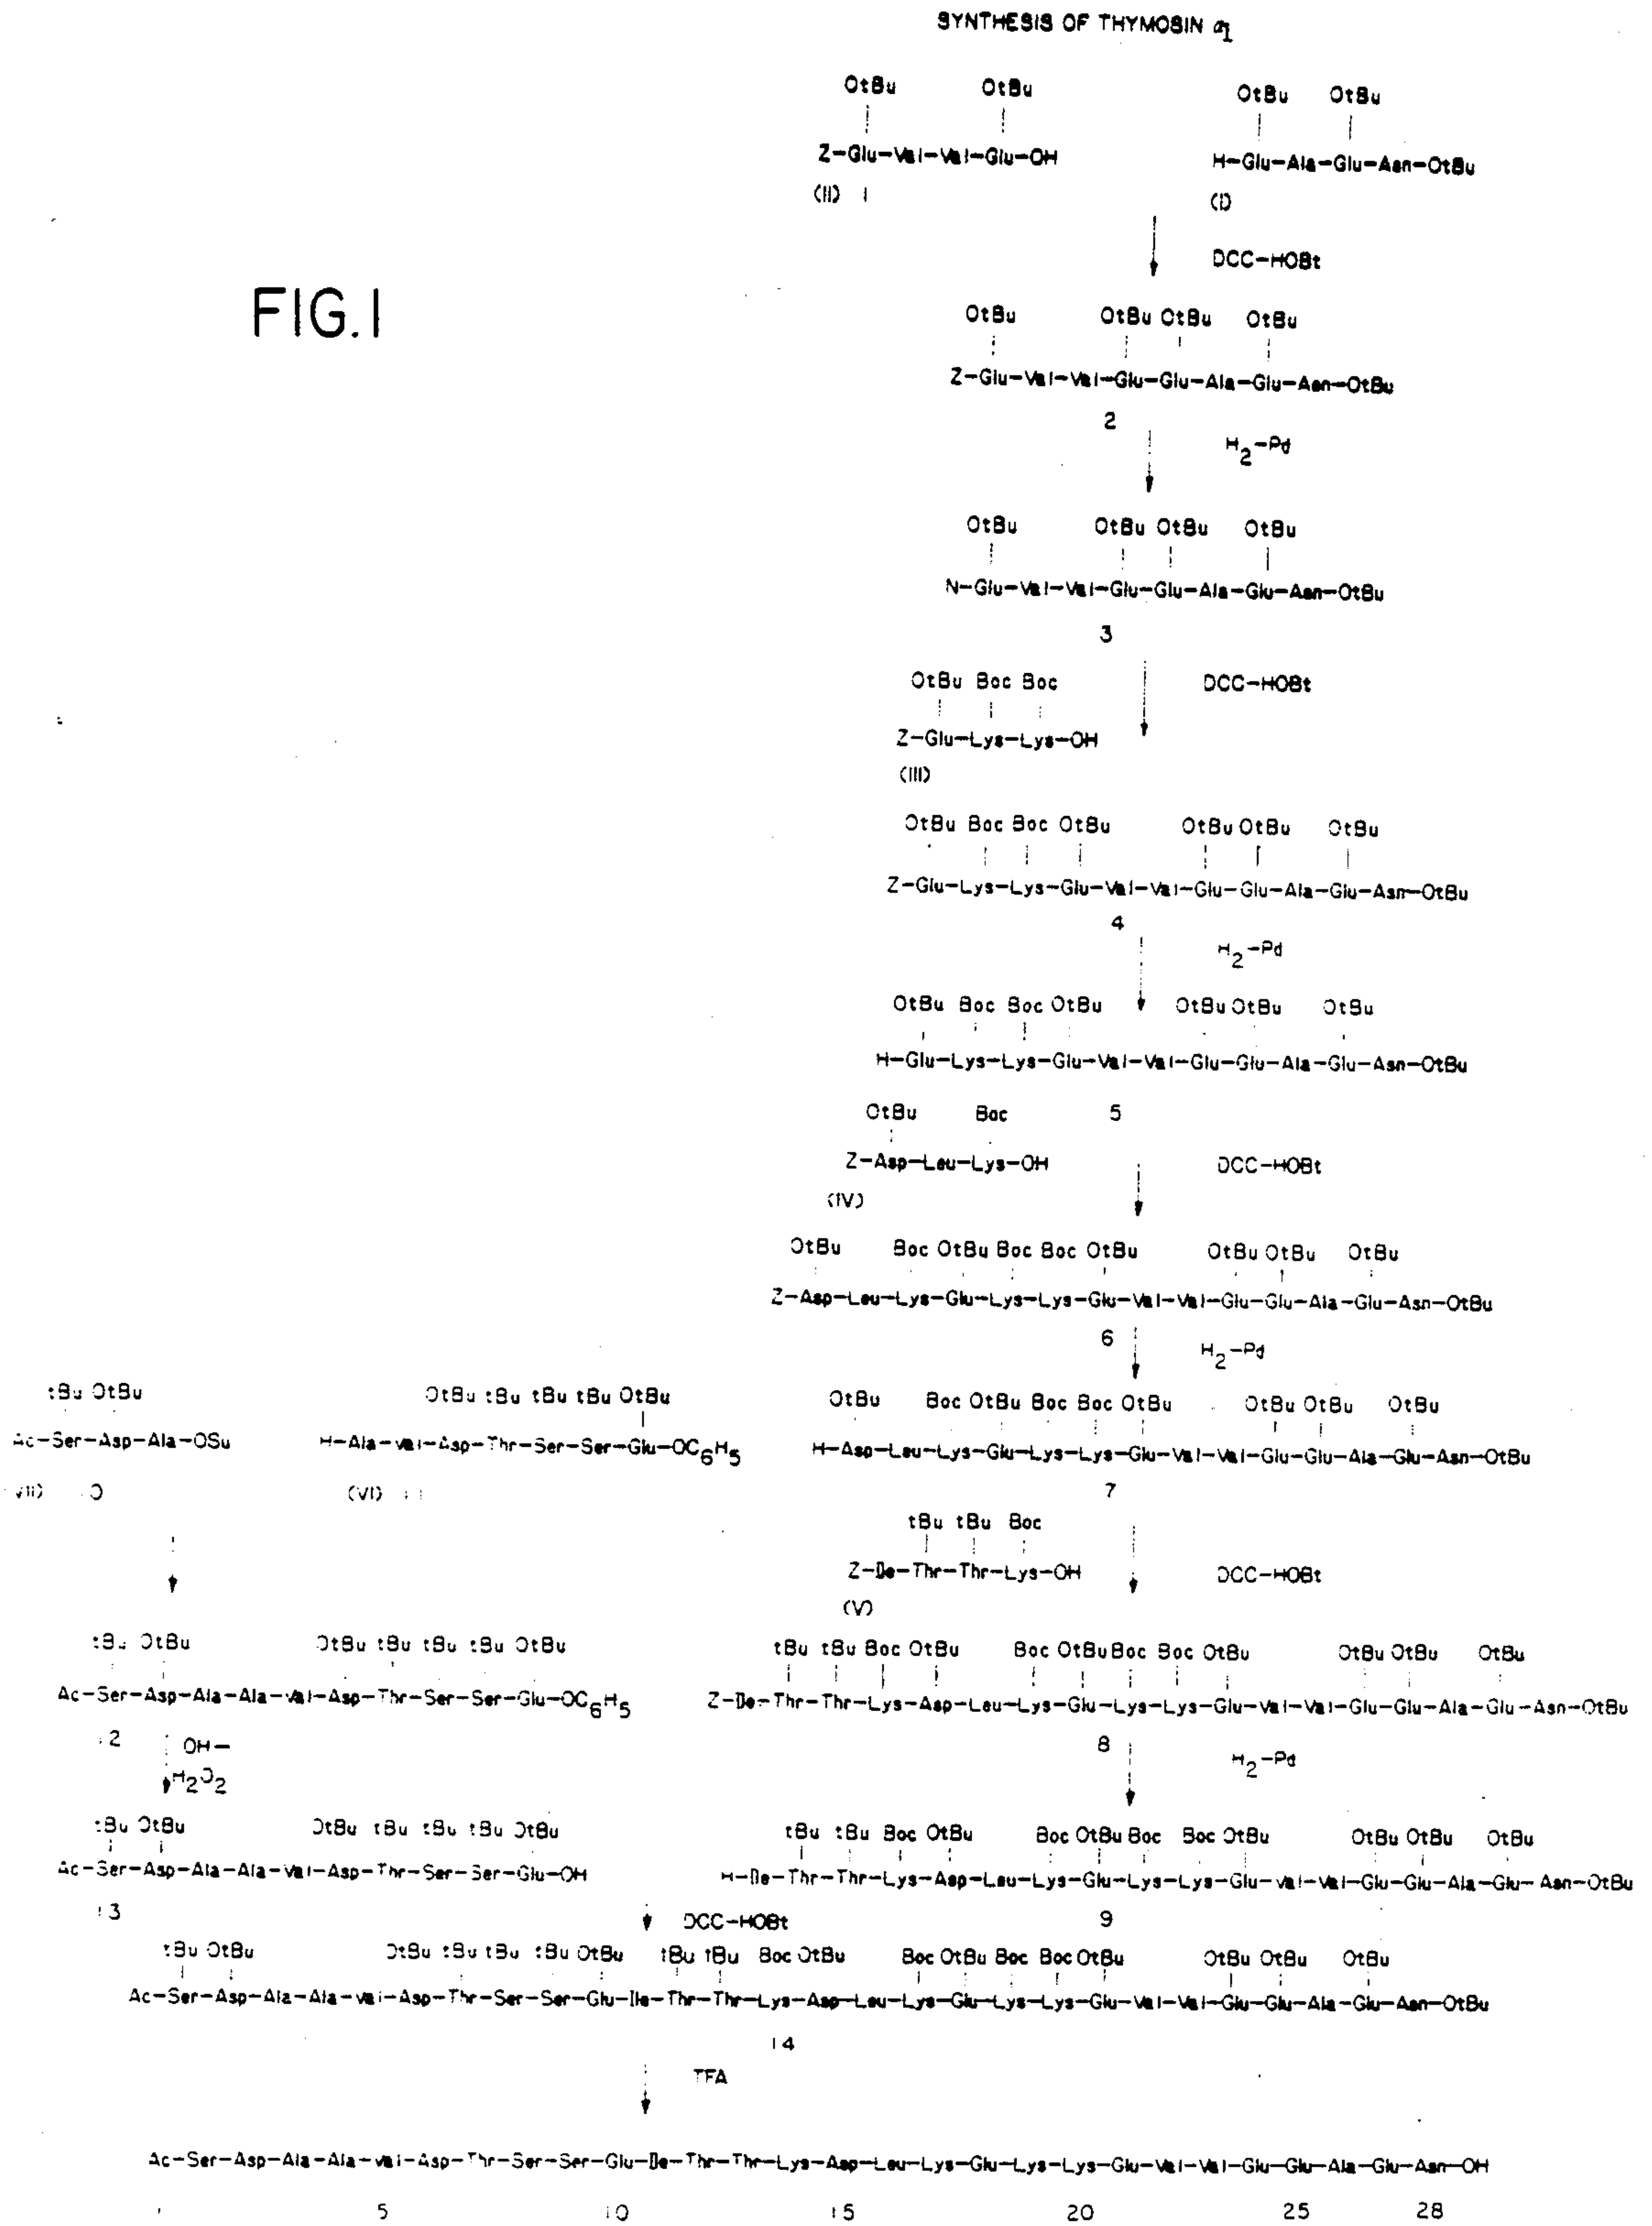 SYNTHESIS OF THYMOSIN α1
OtBu OtBu OtBu OtBu
Z-Glu-Val-Val-Glu-OH H-Glu-Ala-Glu-Asn-OtBu
(II) 1 (I)
DCC-HOBt
FIG.1
OtBu OtBu OtBu OtBu
Z-Glu-Val-Val-Glu-Glu-Ala-Glu-Asn-OtBu
2
H2-Pd
OtBu OtBu OtBu OtBu
N-Glu-Val-Val-Glu-Glu-Ala-Glu-Asn-OtBu
3
OtBu Boc Boc DCC-HOBt
Z-Glu-Lys-Lys-OH
(III)
OtBu Boc Boc OtBu OtBu OtBu OtBu
Z-Glu-Lys-Lys-Glu-Val-Val-Glu-Glu-Ala-Glu-Asn-OtBu
4
H2-Pd
OtBu Boc Boc OtBu OtBu OtBu OtBu
H-Glu-Lys-Lys-Glu-Val-Val-Glu-Glu-Ala-Glu-Asn-OtBu
OtBu Boc 5
Z-Asp-Leu-Lys-OH DCC-HOBt
(IV)
OtBu Boc OtBu Boc Boc OtBu OtBu OtBu OtBu
Z-Asp-Leu-Lys-Glu-Lys-Lys-Glu-Val-Val-Glu-Glu-Ala-Glu-Asn-OtBu
6 H2-Pd
tBu OtBu OtBu tBu tBu tBu OtBu OtBu Boc OtBu Boc Boc OtBu OtBu OtBu OtBu
Ac-Ser-Asp-Ala-OSu H-Ala-Val-Asp-Thr-Ser-Ser-Glu-OC6H5 H-Asp-Leu-Lys-Glu-Lys-Lys-Glu-Val-Val-Glu-Glu-Ala-Glu-Asn-OtBu
(VII) (VI) 11 7
tBu tBu Boc
Z-Ile-Thr-Thr-Lys-OH DCC-HOBt
(V)
tBu OtBu OtBu tBu tBu tBu OtBu tBu tBu Boc OtBu Boc OtBu Boc Boc OtBu OtBu OtBu OtBu
Ac-Ser-Asp-Ala-Ala-Val-Asp-Thr-Ser-Ser-Glu-OC6H5 Z-Ile-Thr-Thr-Lys-Asp-Leu-Lys-Glu-Lys-Lys-Glu-Val-Val-Glu-Glu-Ala-Glu-Asn-OtBu
12 OH- 8 H2-Pd
H2O2
tBu OtBu OtBu tBu tBu tBu OtBu tBu tBu Boc OtBu Boc OtBu Boc Boc OtBu OtBu OtBu OtBu
Ac-Ser-Asp-Ala-Ala-Val-Asp-Thr-Ser-Ser-Glu-OH H-Ile-Thr-Thr-Lys-Asp-Leu-Lys-Glu-Lys-Lys-Glu-Val-Val-Glu-Glu-Ala-Glu-Asn-OtBu
13 DCC-HOBt 9
tBu OtBu OtBu tBu tBu tBu OtBu tBu tBu Boc OtBu Boc OtBu Boc Boc OtBu OtBu OtBu OtBu
Ac-Ser-Asp-Ala-Ala-Val-Asp-Thr-Ser-Ser-Glu-Ile-Thr-Thr-Lys-Asp-Leu-Lys-Glu-Lys-Lys-Glu-Val-Val-Glu-Glu-Ala-Glu-Asn-OtBu
14
TFA
Ac-Ser-Asp-Ala-Ala-Val-Asp-Thr-Ser-Ser-Glu-Ile-Thr-Thr-Lys-Asp-Leu-Lys-Glu-Lys-Lys-Glu-Val-Val-Glu-Glu-Ala-Glu-Asn-OH
5 10 15 20 25 28